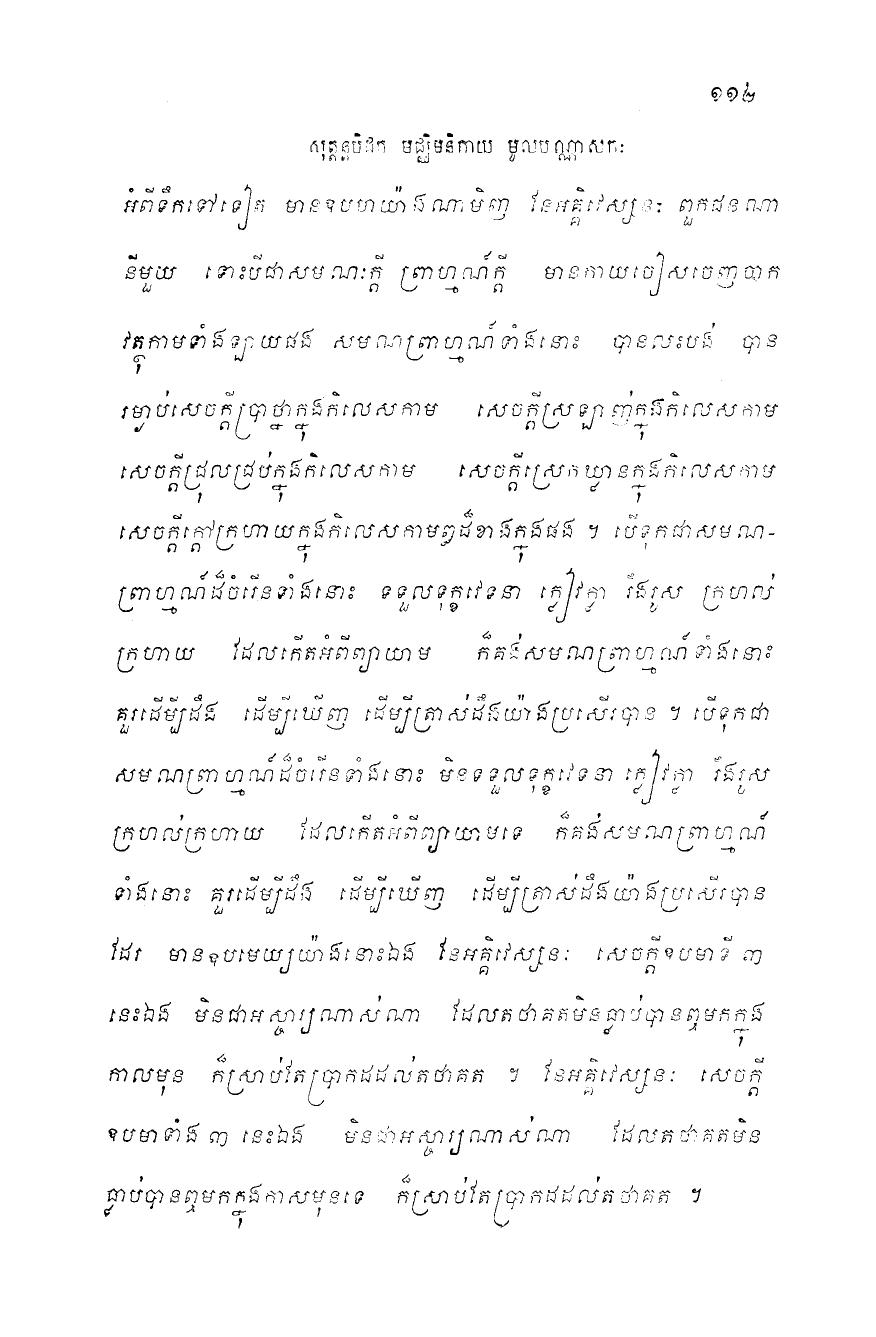 ១១២
សុត្តន្តបិដក មជ្ឈិមនិកាយ មូលបណ្ណាសកៈ
អំពីទឹកទៅទៀត មានឧបមាយ៉ាងណាមិញ នែអគ្គិវេស្សនៈ ពួកជនណា
នីមួយ ទោះបីជាសមណៈក្តី ព្រាហ្មណ៍ក្តី មានកាយចៀសចេញចាក
វត្ថុកាមទាំងឡាយផង សមណព្រាហ្មណ៍ទាំងនោះ បានលះបង់ បាន
រម្ងាប់សេចក្តីប្រាថ្នាក្នុងកិលេសកាម សេចក្តីស្រឡាញ់ក្នុងកិលេសកាម
សេចក្តីជ្រុលជ្រប់ក្នុងកិលេសកាម សេចក្តីស្រេកឃ្លានក្នុងកិលេសកាម
សេចក្តីក្តៅក្រហាយក្នុងកិលេសកាមឰដ៏ខាងក្នុងផង ។ បើទុកជាសមណ-
ព្រាហ្មណ៍ដ៏ចំរើនទាំងនោះ ទទួលទុក្ខវេទនា ក្លៀវក្លា រឹងរូស ក្រហល់
ក្រហាយ ដែលកើតអំពីព្យាយាម ក៏គង់សមណព្រាហ្មណ៍ទាំងនោះ
គួរដើម្បីដឹង ដើម្បីឃើញ ដើម្បីត្រាស់ដឹងយ៉ាងប្រសើរបាន ។ បើទុកជា
សមណព្រាហ្មណ៍ដ៏ចំរើនទាំងនោះ មិនទទួលទុក្ខវេទនា ក្លៀវក្លា រឹងរូស
ក្រហល់ក្រហាយ ដែលកើតអំពីព្យាយាមទេ ក៏គង់សមណព្រាហ្មណ៍
ទាំងនោះ គួរដើម្បីដឹង ដើម្បីឃើញ ដើម្បីត្រាស់ដឹងយ៉ាងប្រសើរបាន
ដែរ មានឧបមេយ្យយ៉ាងនោះឯង នែអគ្គិវេស្សនៈ សេចក្តីឧបមាទី ៣
នេះឯង មិនជាអស្ចារ្យណាស់ណា ដែលតថាគតមិនធ្លាប់បានឮមកក្នុង
កាលមុន ក៏ស្រាប់តែប្រាកដដល់តថាគត ។ នែអគ្គិវេស្សនៈ សេចក្តី
ឧបមាទាំង ៣ នេះឯង មិនជាអស្ចារ្យណាស់ណា ដែលតថាគតមិន
ធ្លាប់បានឮមកក្នុងកាលមុនទេ ក៏ស្រាប់តែប្រាកដដល់តថាគត ។